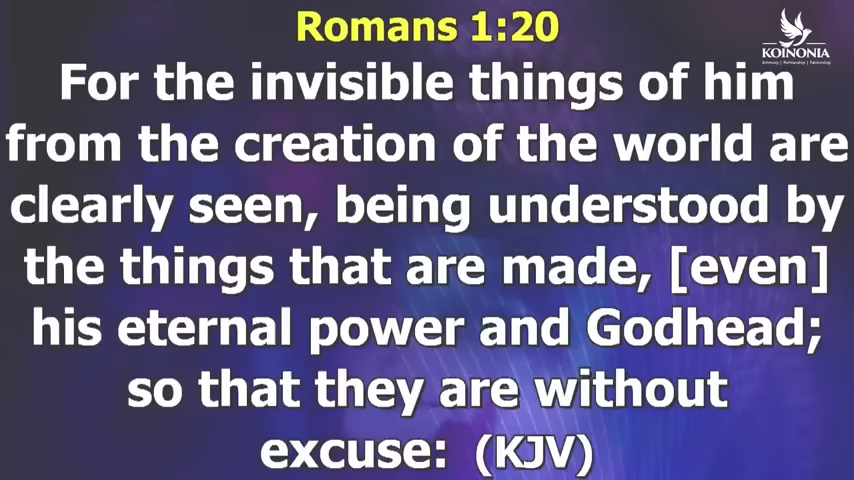 Romans 1:20
KOINONIA
For the invisible things of him
from the creation of the world are
clearly seen, being understood by
the things that are made, [even]
his eternal power and Godhead;
so that they are without
excuse: (KJV)